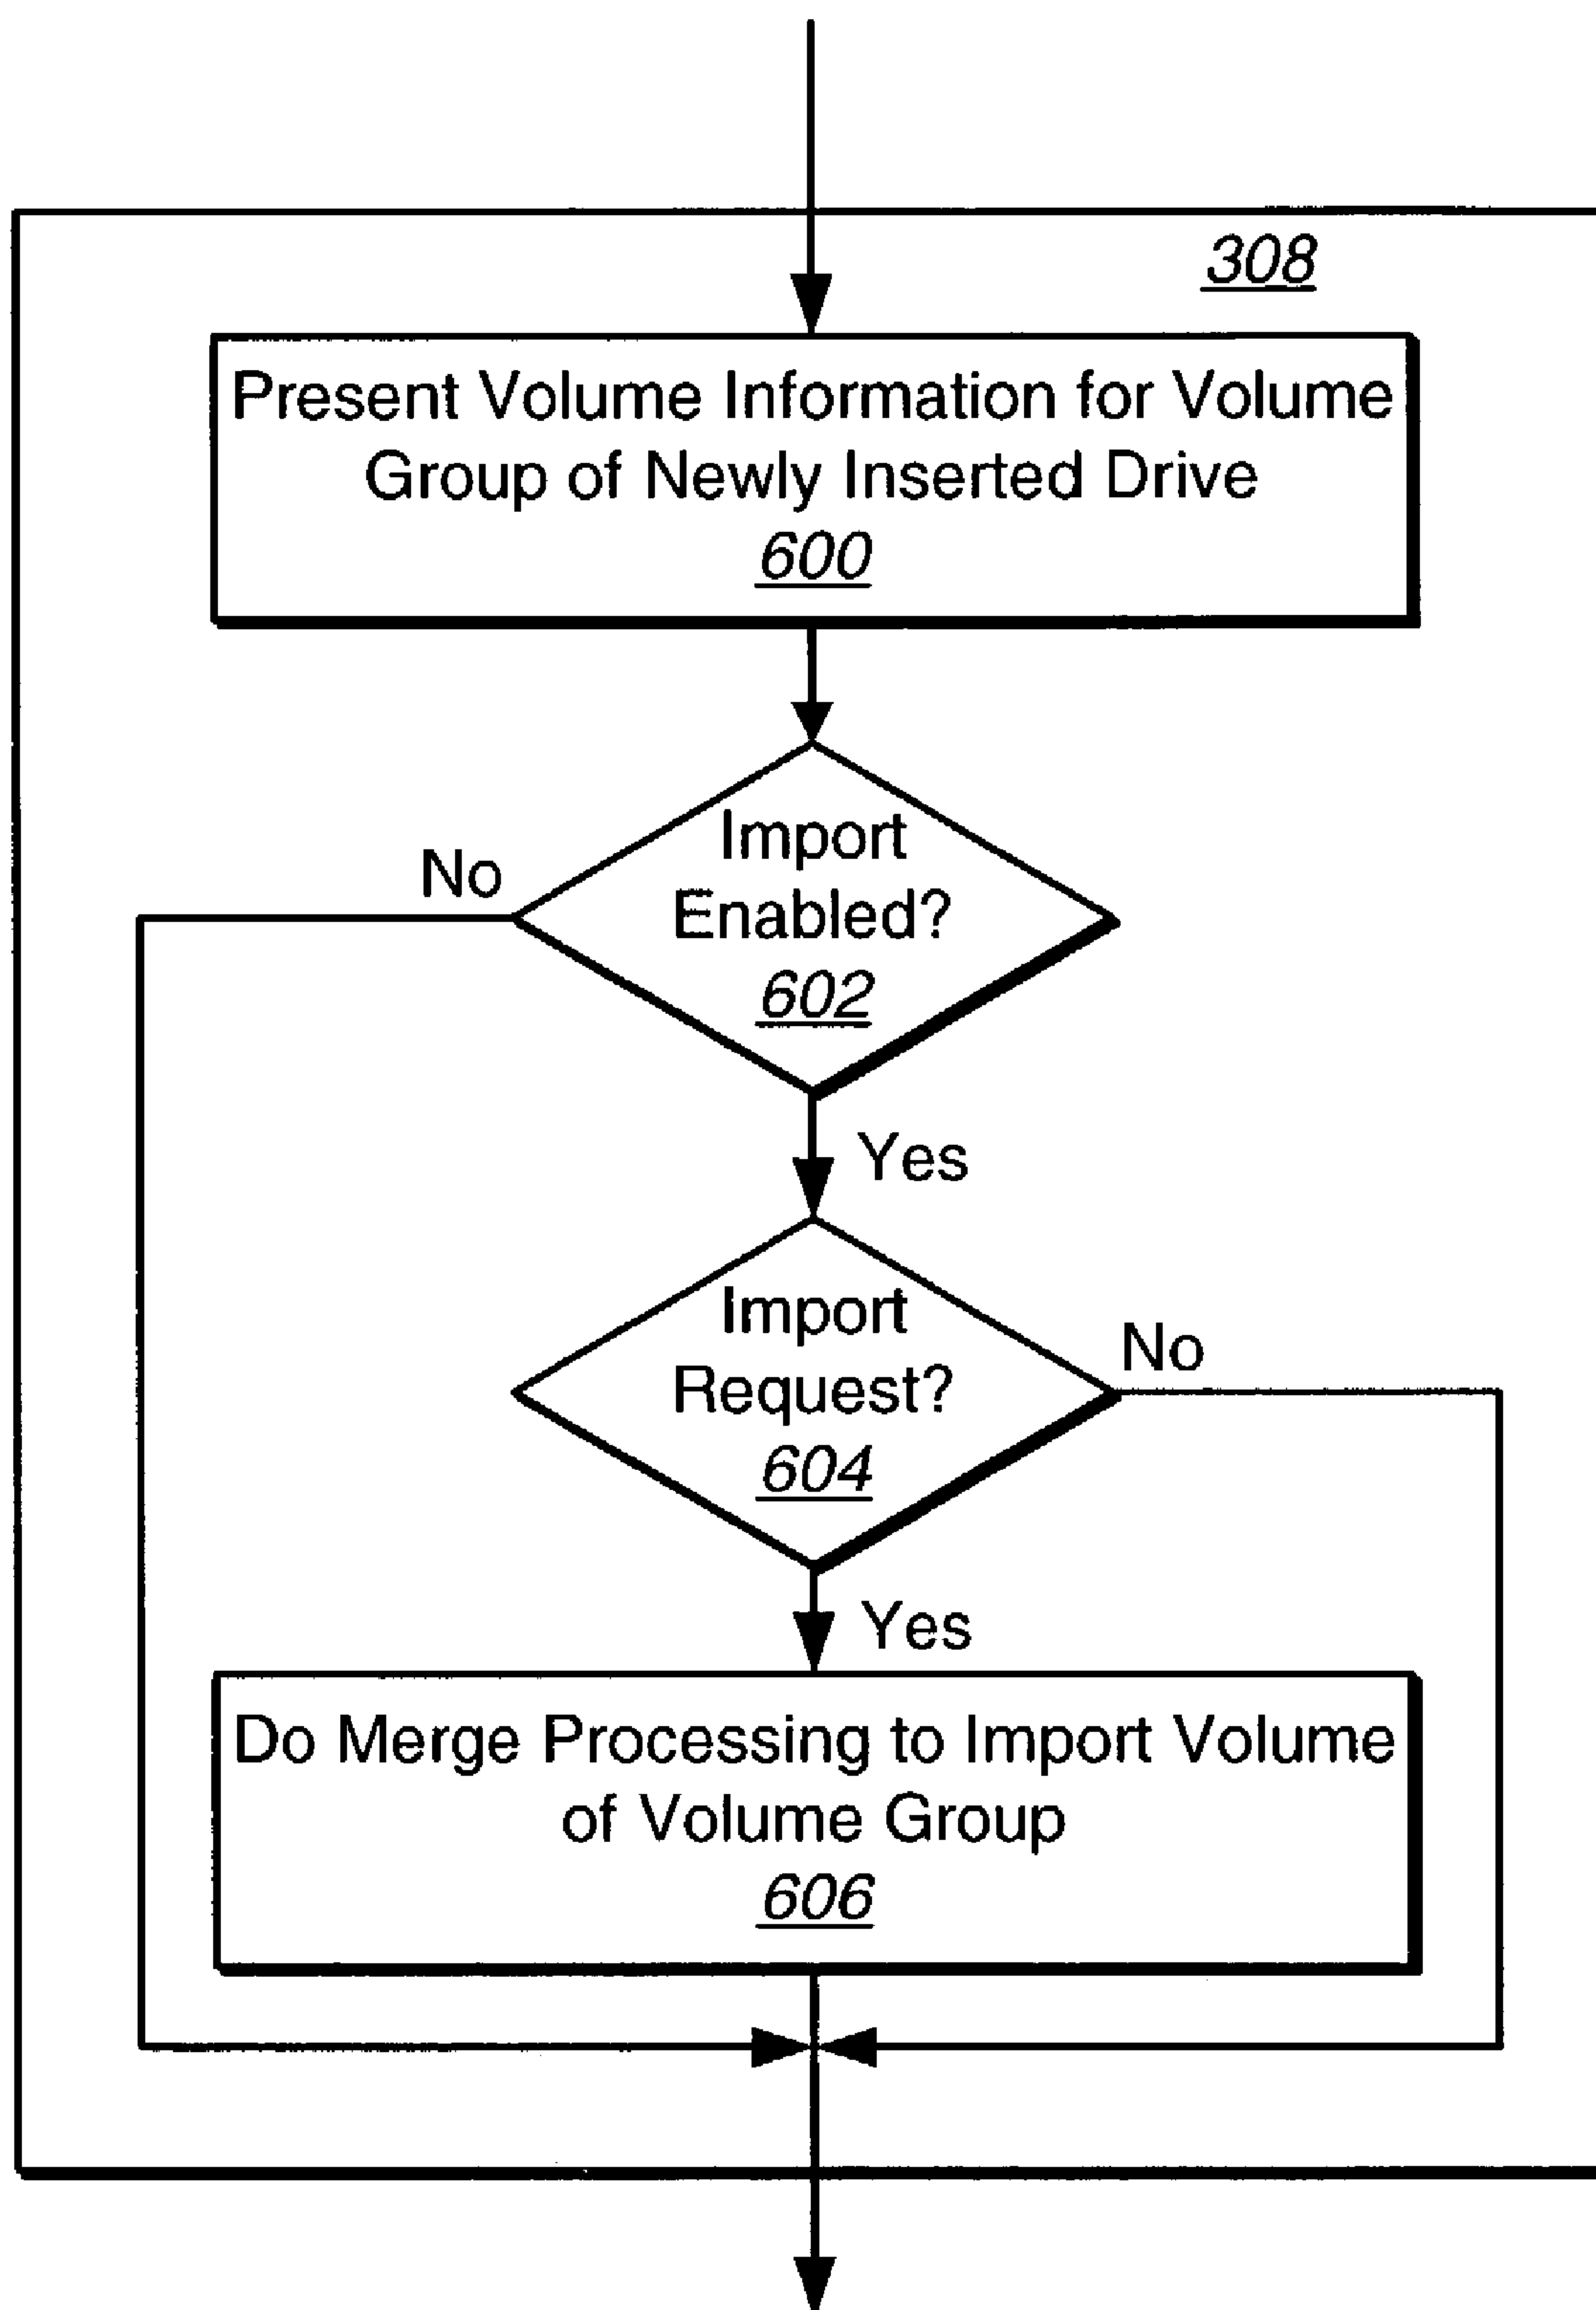 308
Present Volume Information for Volume
Group of Newly Inserted Drive
600
Import
Enabled?
602
No
Yes
Import
Request?
604
No
Yes
Do Merge Processing to Import Volume
of Volume Group
606